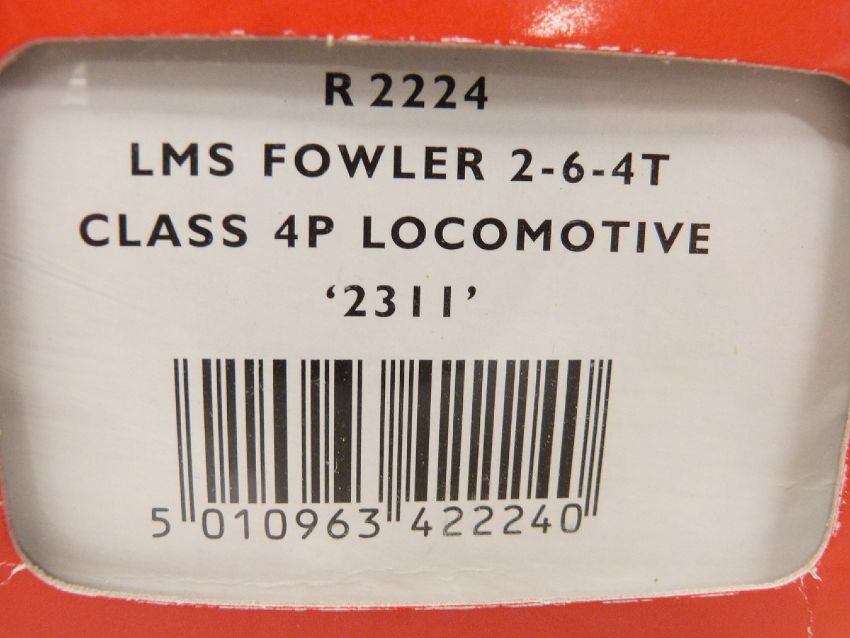 R 2224
LMS FOWLER 2-6-4T
CLASS 4P LOCOMOTIVE
‘2311’
5 010963 422240